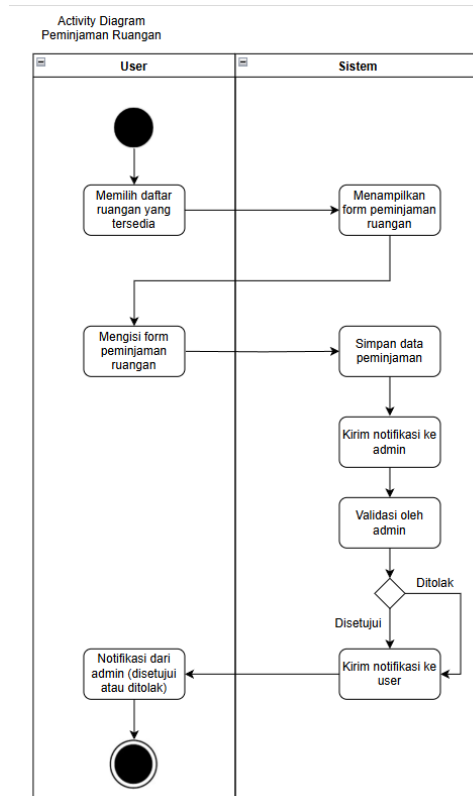 Activity Diagram
Peminjaman Ruangan
User
Sistem
Memilih daftar
ruangan yang
tersedia
Menampilkan
form peminjaman
ruangan
Mengisi form
peminjaman
ruangan
Simpan data
peminjaman
Kirim notifikasi ke
admin
Validasi oleh
admin
Ditolak
Disetujui
Notifikasi dari
admin (disetujui
atau ditolak)
Kirim notifikasi ke
user